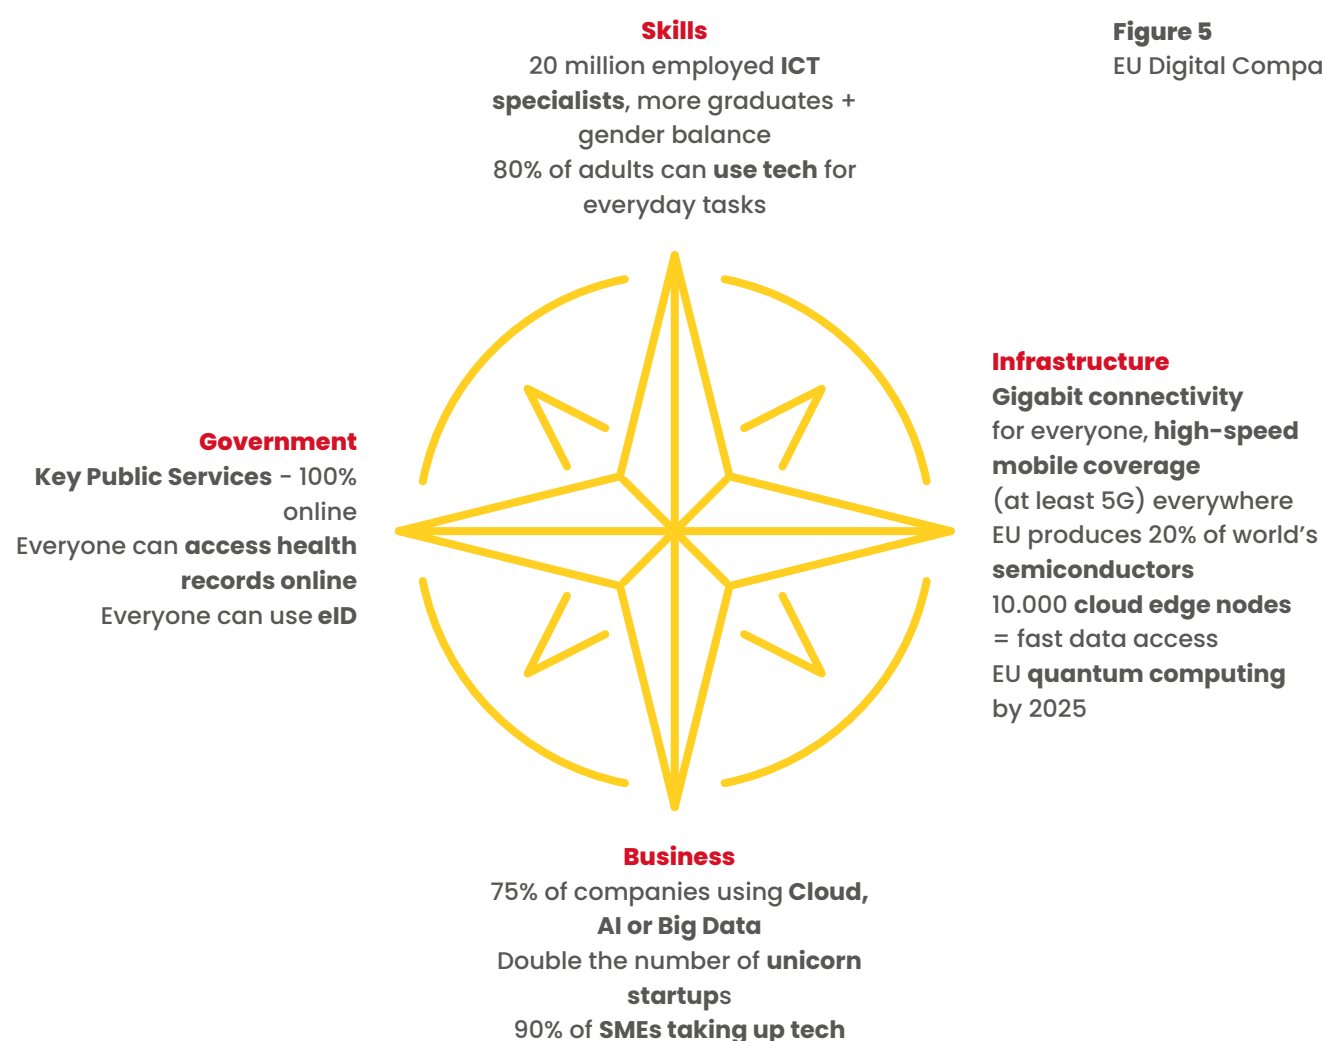 Skills
20 million employed ICT
specialists, more graduates +
gender balance
80% of adults can use tech for
everyday tasks
Figure 5
EU Digital Compa
Infrastructure
Gigabit connectivity
for everyone, high-speed
mobile coverage
(at least 5G) everywhere
EU produces 20% of world's
semiconductors
10.000 cloud edge nodes
= fast data access
EU quantum computing
by 2025
Government
Key Public Services - 100%
online
Everyone can access health
records online
Everyone can use eID
Business
75% of companies using Cloud,
AI or Big Data
Double the number of unicorn
startups
90% of SMEs taking up tech